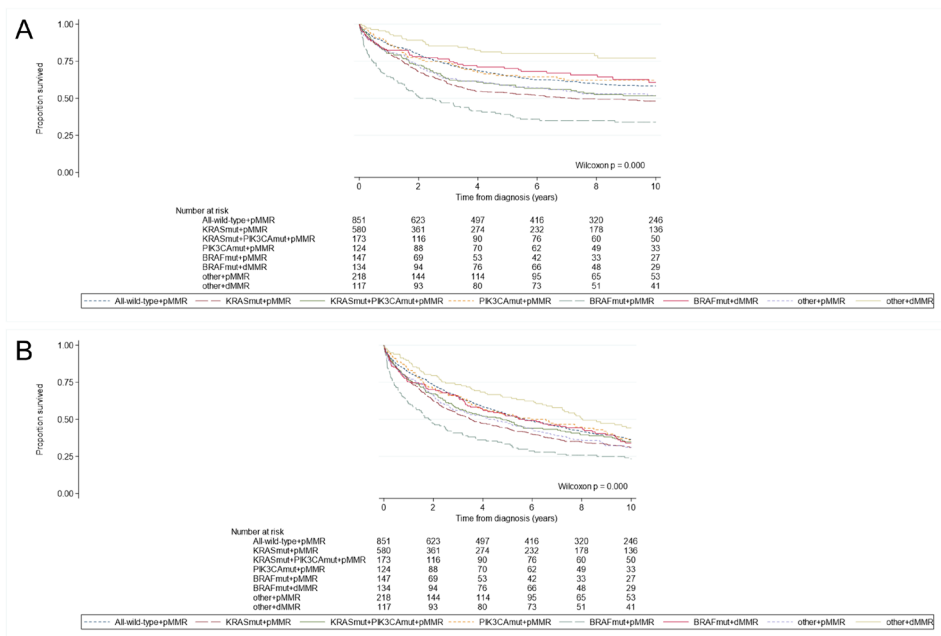 A
1.00
0.75
0.50
0.25
0.00
Proportion survived
Wilcoxon p = 0.000
0 2 4 6 8 10
Time from diagnosis (years)
Number at risk
All-wild-type+pMMR 851 623 497 416 320 246
KRASmut+pMMR 580 361 274 232 178 136
KRASmut+PIK3CAmut+pMMR 173 116 90 76 60 50
PIK3CAmut+pMMR 124 88 70 62 49 33
BRAFmut+pMMR 147 69 53 42 33 27
BRAFmut+dMMR 134 94 76 66 48 29
other+pMMR 218 144 114 95 65 53
other+dMMR 117 93 80 73 51 41
All-wild-type+pMMR KRASmut+pMMR KRASmut+PIK3CAmut+pMMR PIK3CAmut+pMMR BRAFmut+pMMR BRAFmut+dMMR other+pMMR other+dMMR
B
1.00
0.75
0.50
0.25
0.00
Proportion survived
Wilcoxon p = 0.000
0 2 4 6 8 10
Time from diagnosis (years)
Number at risk
All-wild-type+pMMR 851 623 497 416 320 246
KRASmut+pMMR 580 361 274 232 178 136
KRASmut+PIK3CAmut+pMMR 173 116 90 76 60 50
PIK3CAmut+pMMR 124 88 70 62 49 33
BRAFmut+pMMR 147 69 53 42 33 27
BRAFmut+dMMR 134 94 76 66 48 29
other+pMMR 218 144 114 95 65 53
other+dMMR 117 93 80 73 51 41
All-wild-type+pMMR KRASmut+pMMR KRASmut+PIK3CAmut+pMMR PIK3CAmut+pMMR BRAFmut+pMMR BRAFmut+dMMR other+pMMR other+dMMR